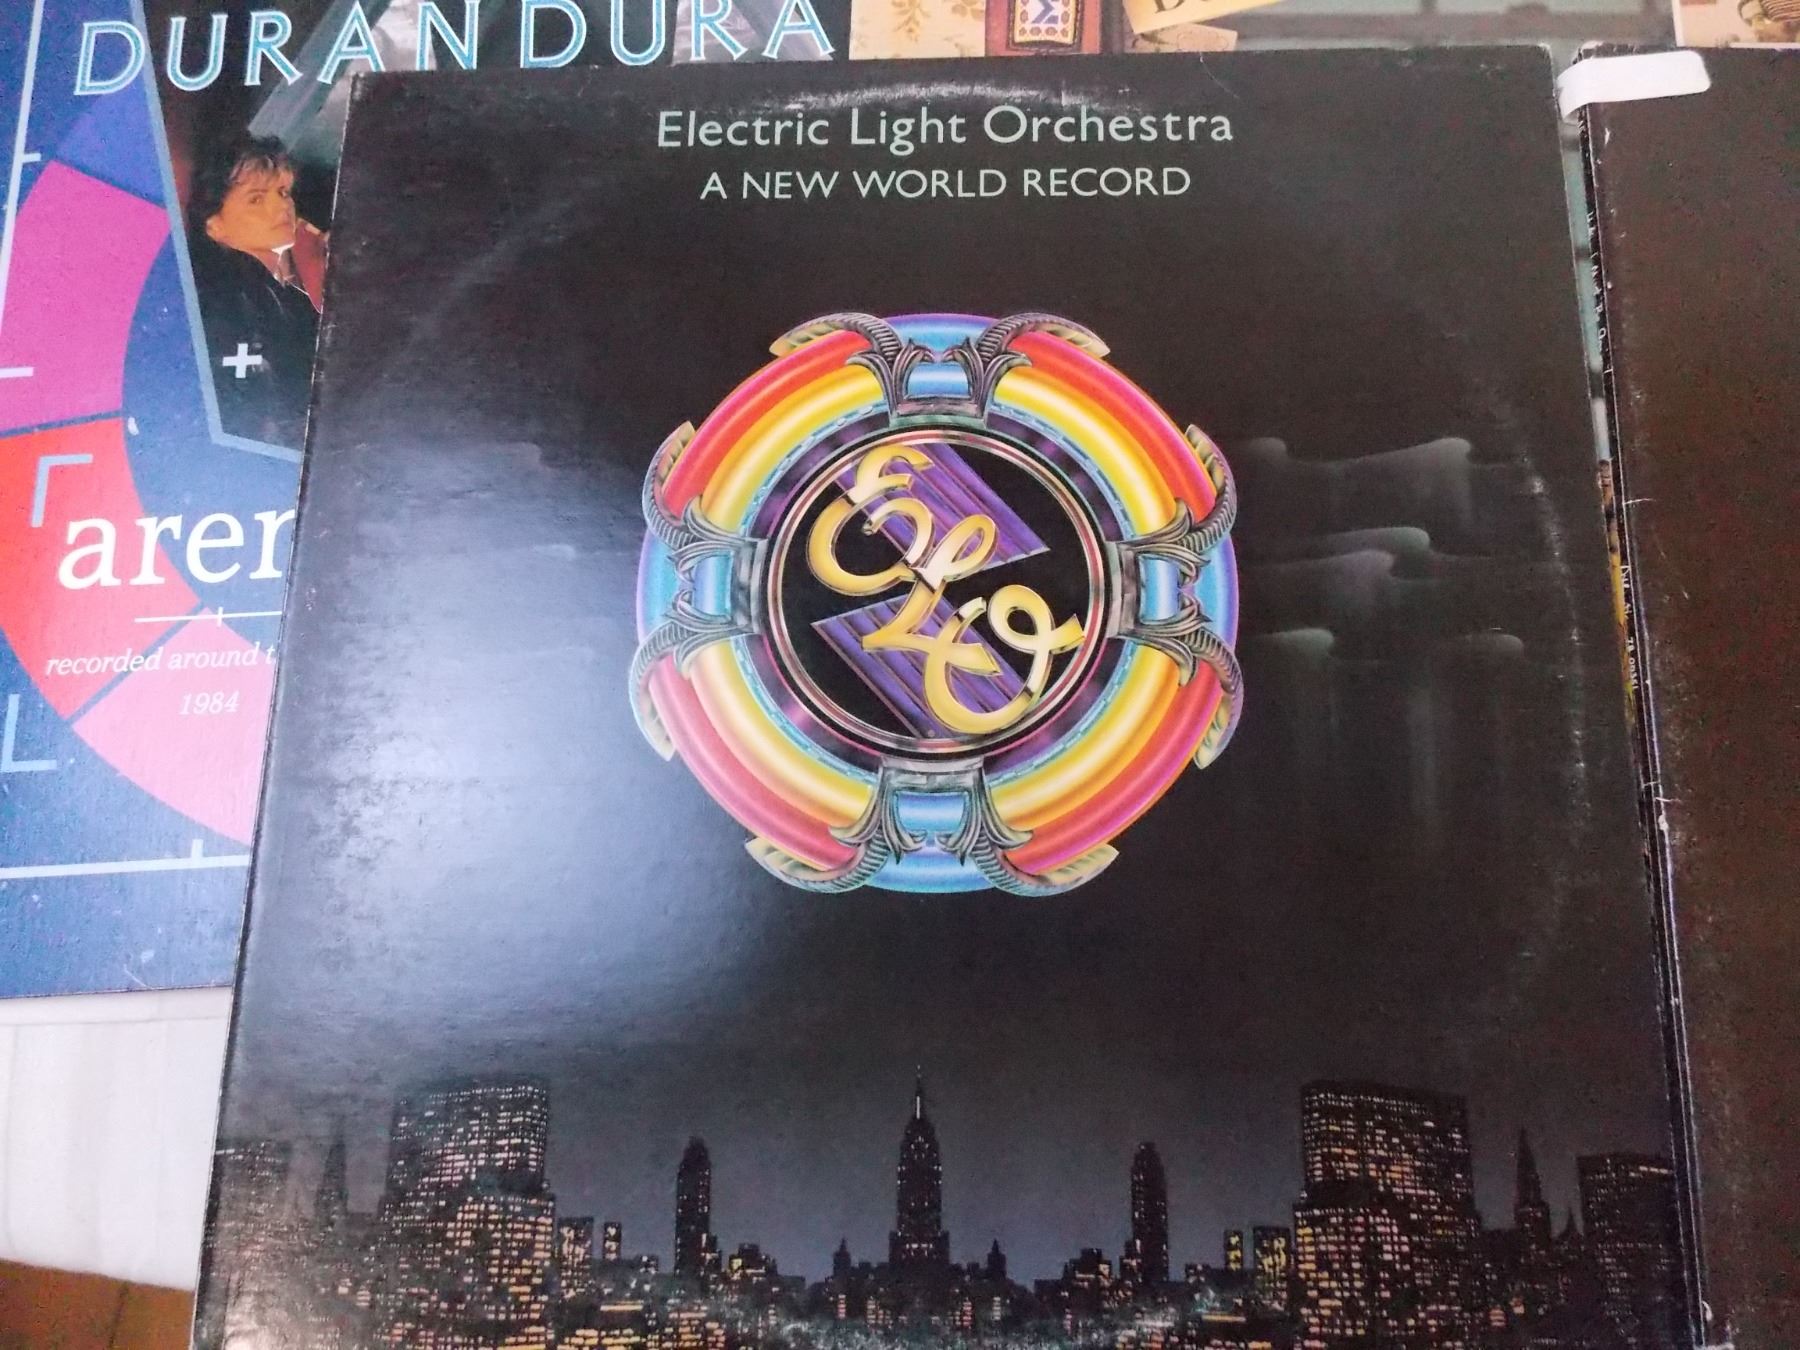 DURANDURA
Electric Light Orchestra
A NEW WORLD RECORD
ELO
aren
recorded around t
1984